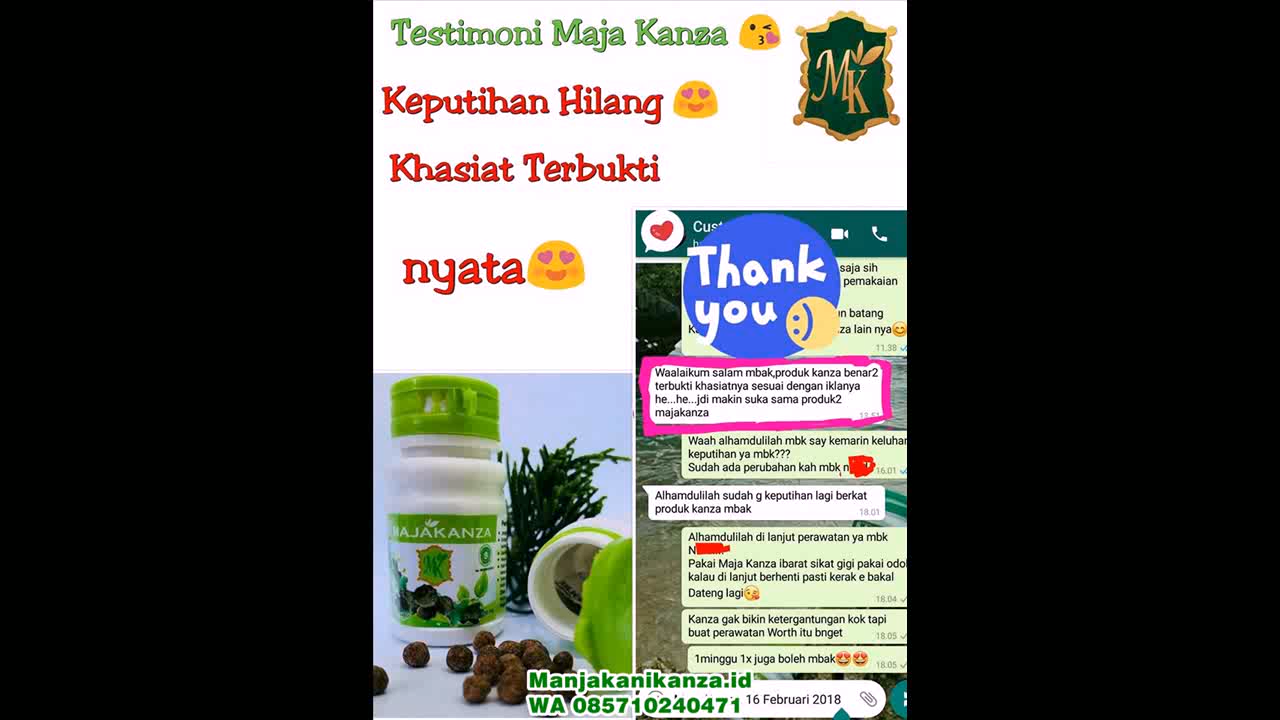 Testimoni Maja Kanza 😘
MK
Keputihan Hilang 😍
Khasiat Terbukti
nyata😍
Thank
you
saja sih
pemakaian
batang
lain nya😊
11.38
Waalaikum salam mbak,produk kanza benar2
terbukti khasiatnya sesuai dengan iklanya
he...he...jdi makin suka sama produk2
majakanza
Waah alhamdulilah mbk say kemarin keluhan
keputihan ya mbk???
Sudah ada perubahan kah mbk
16.01
Alhamdulilah sudah g keputihan lagi berkat
produk kanza mbak
18.01
Alhamdulilah di lanjut perawatan ya mbk
Pakai Maja Kanza ibarat sikat gigi pakai odol
kalau di lanjut berhenti pasti kerak e bakal
Dateng lagi😘
18.04
Kanza gak bikin ketergantungan kok tapi
buat perawatan Worth itu bnget
18.05
1minggu 1x juga boleh mbak😍😍
18.05
16 Februari 2018
MAJAKANZA
MK
Manjakanikanza.id
WA 085710240471